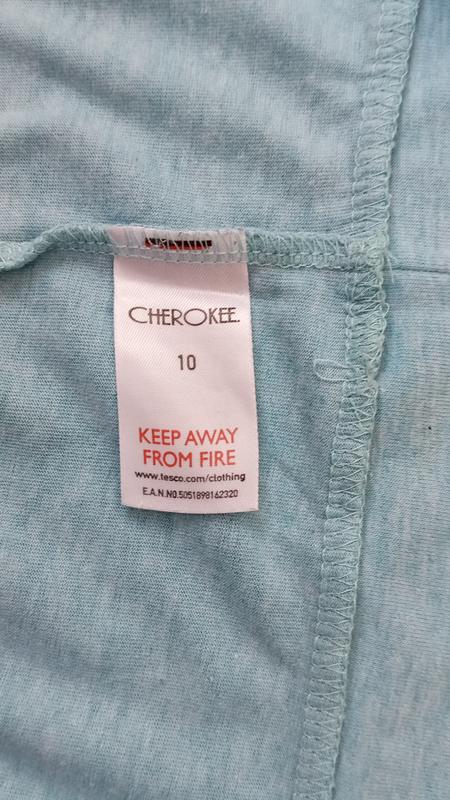 CHEROKEE.
10
KEEP AWAY
FROM FIRE
www.tesco.com/clothing
E.A.N.NO.5051898162320